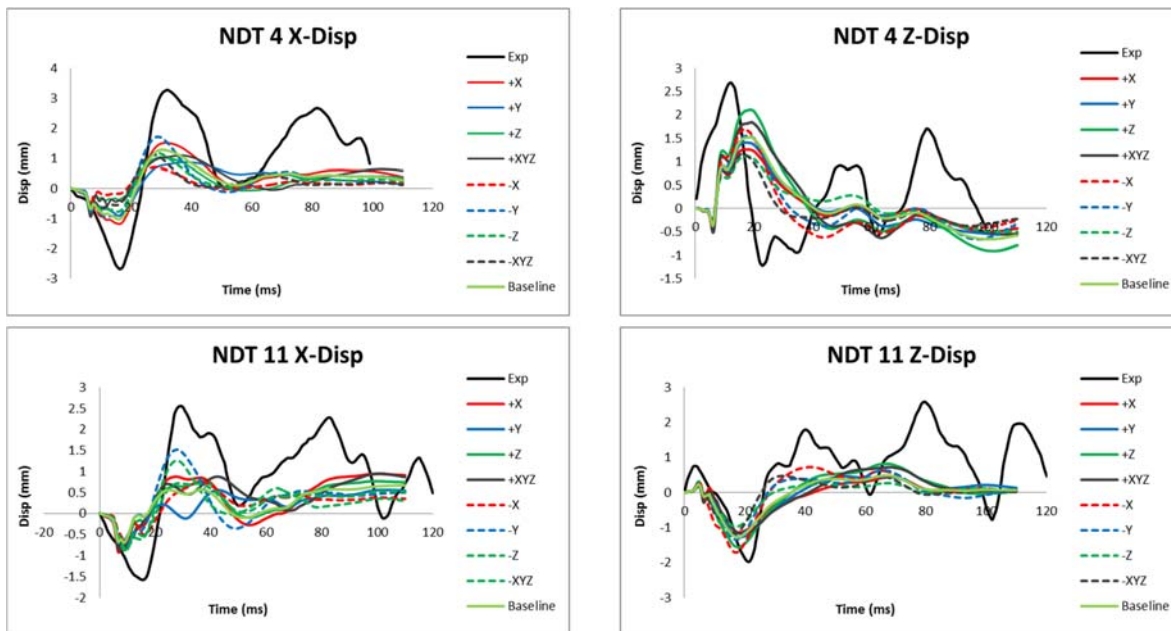 NDT 4 X-Disp
4
3
2
1
0
-1
-2
-3
0 20 40 60 80 100 120
Disp (mm)
Time (ms)
Exp
+X
+Y
+Z
+XYZ
-X
-Y
-Z
-XYZ
Baseline
NDT 4 Z-Disp
3
2.5
2
1.5
1
0.5
0
-0.5
-1
-1.5
0 20 40 60 80 100 120
Disp (mm)
Time (ms)
Exp
+X
+Y
+Z
+XYZ
-X
-Y
-Z
-XYZ
Baseline
NDT 11 X-Disp
3
2.5
2
1.5
1
0.5
0
-0.5
-1
-1.5
-2
-20 0 20 40 60 80 100 120
Disp (mm)
Time (ms)
Exp
+X
+Y
+Z
+XYZ
-X
-Y
-Z
-XYZ
Baseline
NDT 11 Z-Disp
3
2
1
0
-1
-2
-3
0 20 40 60 80 100 120
Disp (mm)
Time (ms)
Exp
+X
+Y
+Z
+XYZ
-X
-Y
-Z
-XYZ
Baseline